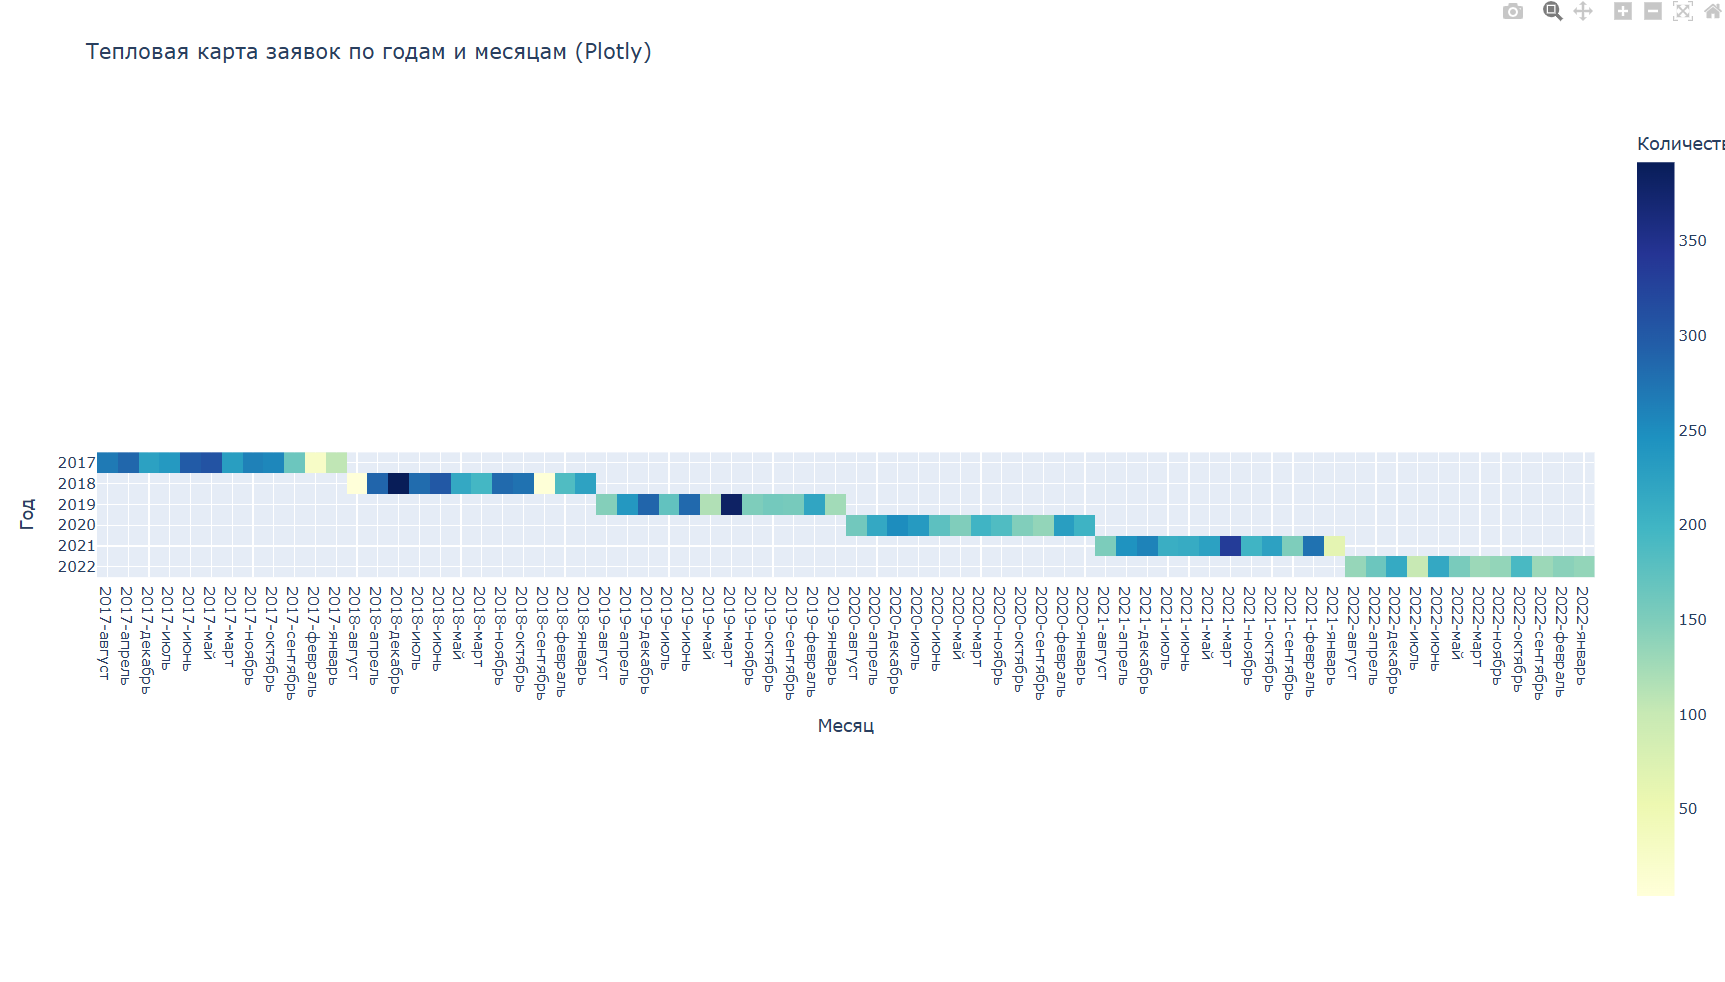 Тепловая карта заявок по годам и месяцам (Plotly)
Количеств
350
300
250
200
150
100
50
Год
2017
2018
2019
2020
2021
2022
2017-август
2017-апрель
2017-декабрь
2017-июль
2017-июнь
2017-май
2017-март
2017-ноябрь
2017-октябрь
2017-сентябрь
2017-февраль
2017-январь
2018-август
2018-апрель
2018-декабрь
2018-июль
2018-июнь
2018-май
2018-март
2018-ноябрь
2018-октябрь
2018-сентябрь
2018-февраль
2018-январь
2019-август
2019-апрель
2019-декабрь
2019-июль
2019-июнь
2019-май
2019-март
2019-ноябрь
2019-октябрь
2019-сентябрь
2019-февраль
2019-январь
2020-август
2020-апрель
2020-декабрь
2020-июль
2020-июнь
2020-май
2020-март
2020-ноябрь
2020-октябрь
2020-сентябрь
2020-февраль
2020-январь
2021-август
2021-апрель
2021-декабрь
2021-июль
2021-июнь
2021-май
2021-март
2021-ноябрь
2021-октябрь
2021-сентябрь
2021-февраль
2021-январь
2022-август
2022-апрель
2022-декабрь
2022-июль
2022-июнь
2022-май
2022-март
2022-ноябрь
2022-октябрь
2022-сентябрь
2022-февраль
2022-январь
Месяц